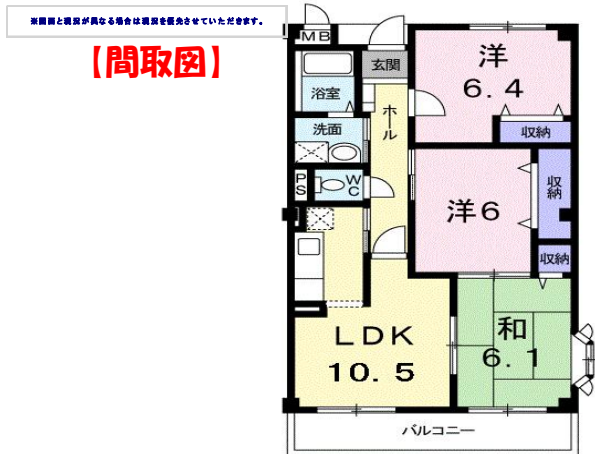 ※図面と現況が異なる場合は現況を優先させていただきます。
【間取図】
MB
玄関
洋
6.4
浴室
ホール
収納
洗面
PS
WC
洋6
収納
収納
LDK
10.5
和
6.1
バルコニー